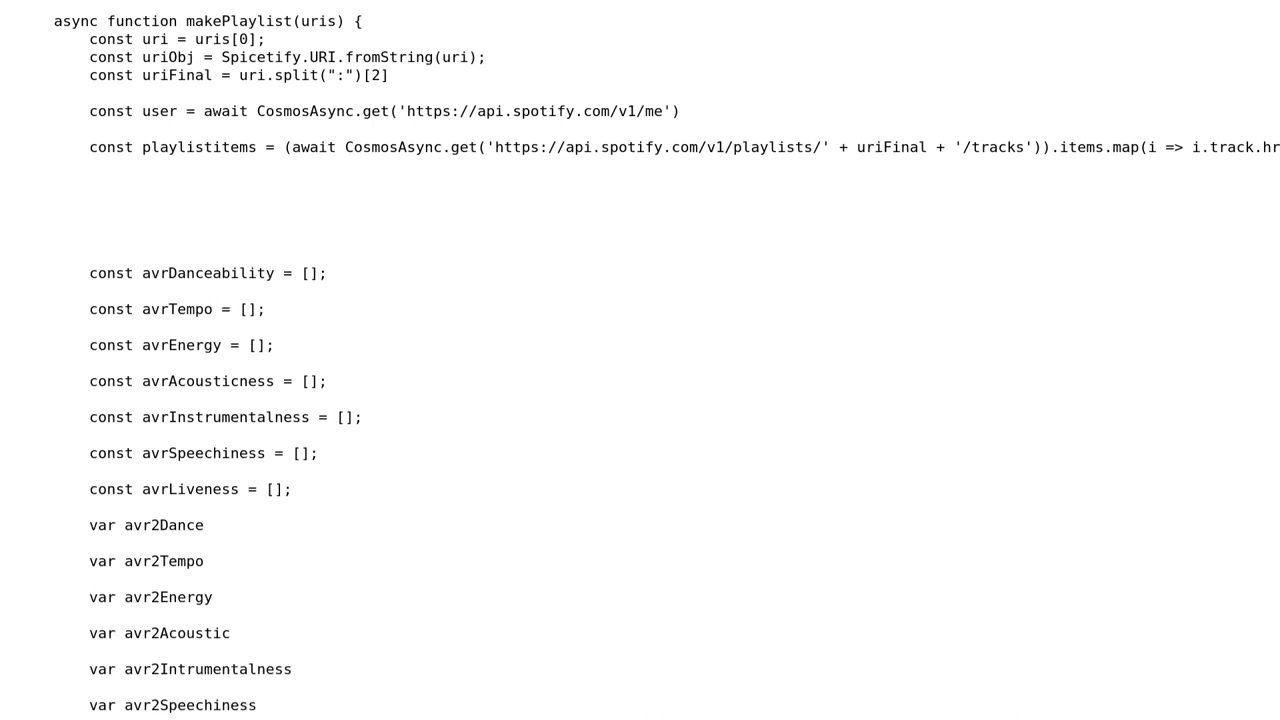 async function makePlaylist(uris) {
const uri = uris[0];
const uriObj = Spicetify.URI.fromString(uri);
const uriFinal = uri.split(":")[2]
const user = await CosmosAsync.get('https://api.spotify.com/v1/me')
const playlistitems = (await CosmosAsync.get('https://api.spotify.com/v1/playlists/' + uriFinal + '/tracks')).items.map(i => i.track.hr
const avrDanceability = [];
const avrTempo = [];
const avrEnergy = [];
const avrAcousticness = [];
const avrInstrumentalness = [];
const avrSpeechiness = [];
const avrLiveness = [];
var avr2Dance
var avr2Tempo
var avr2Energy
var avr2Acoustic
var avr2Intrumentalness
var avr2Speechiness